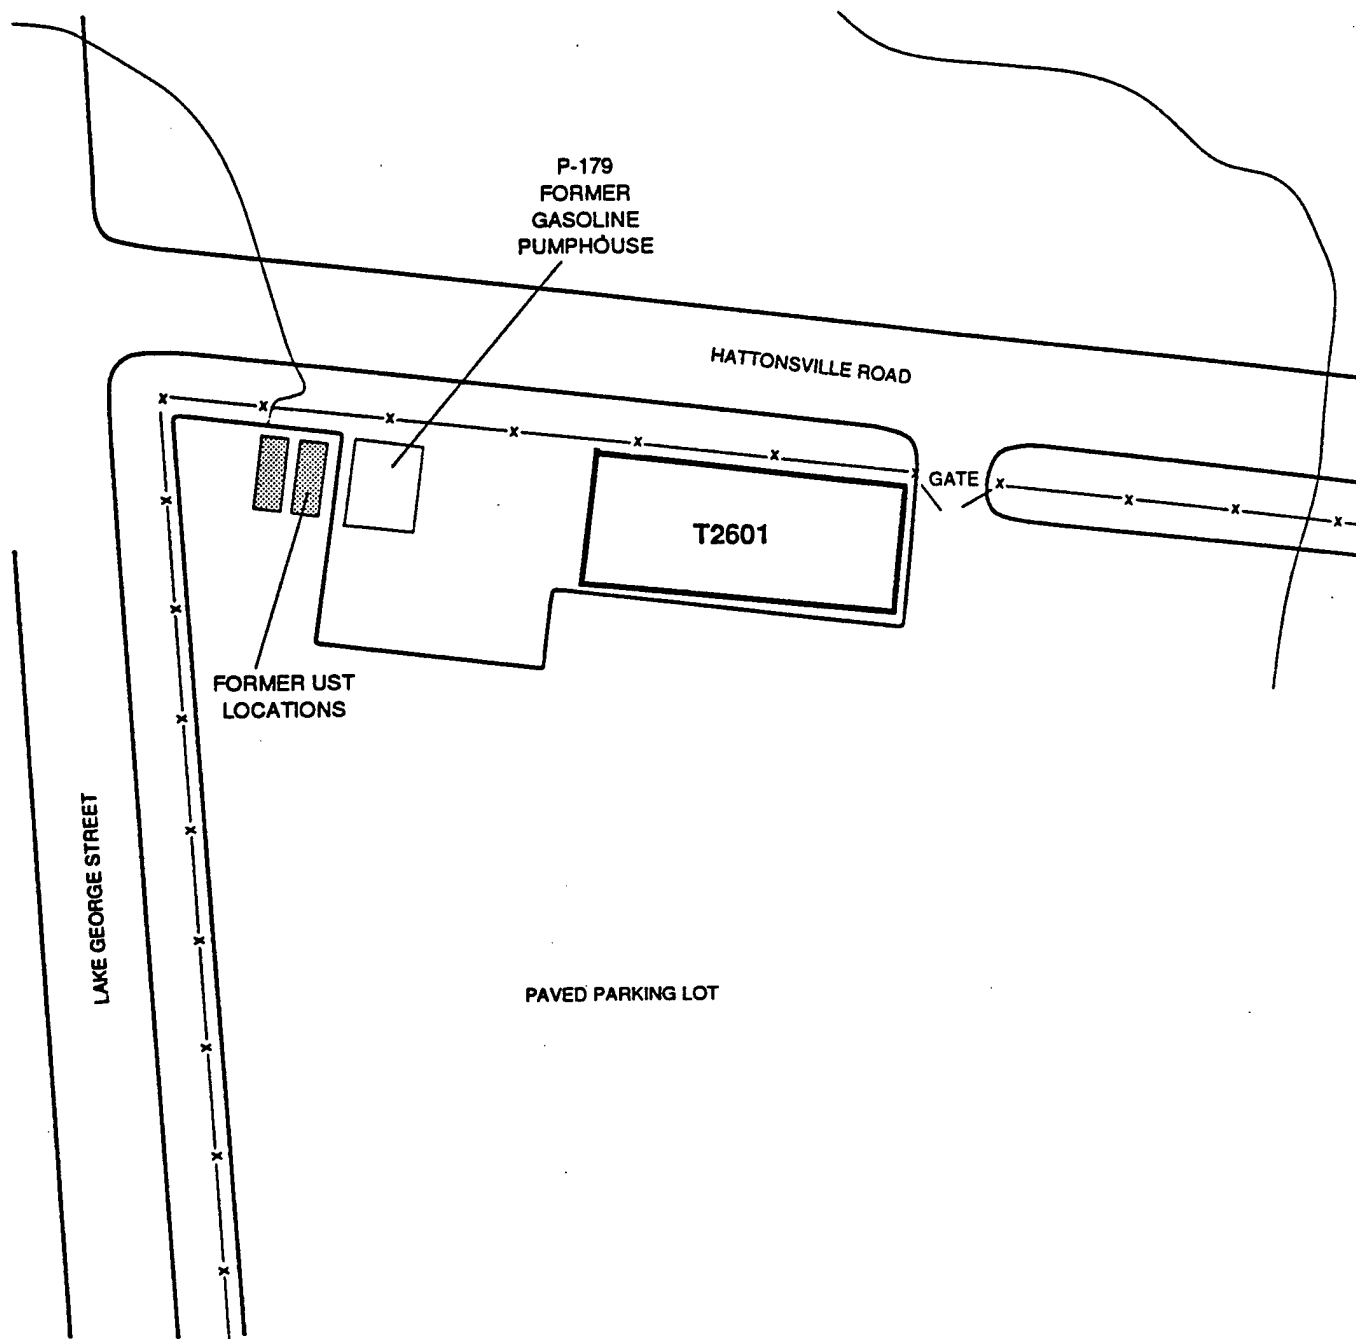 P-179
FORMER
GASOLINE
PUMPHOUSE
HATTONSVILLE ROAD
GATE
T2601
FORMER UST
LOCATIONS
LAKE GEORGE STREET
PAVED PARKING LOT